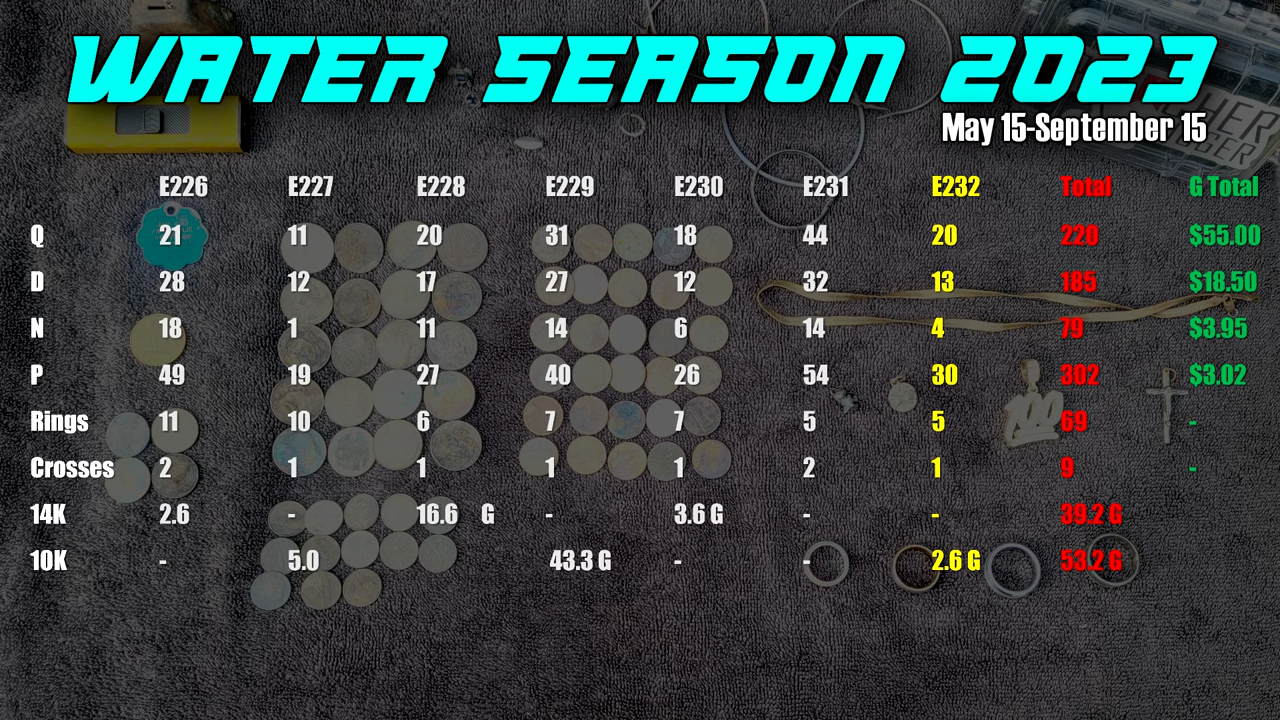 WATER SEASON 2023
May 15-September 15
E226 E227 E228 E229 E230 E231 E232 Total G Total
Q 21 11 20 31 18 44 20 220 $55.00
D 28 12 17 27 12 32 13 185 $18.50
N 18 1 11 14 6 14 4 79 $3.95
P 49 19 27 40 26 54 30 302 $3.02
Rings 11 10 6 7 7 5 5 69 -
Crosses 2 1 1 1 1 2 1 9 -
14K 2.6 - 16.6 G - 3.6 G - - 39.2 G
10K - 5.0 43.3 G - - 2.6 G 53.2 G